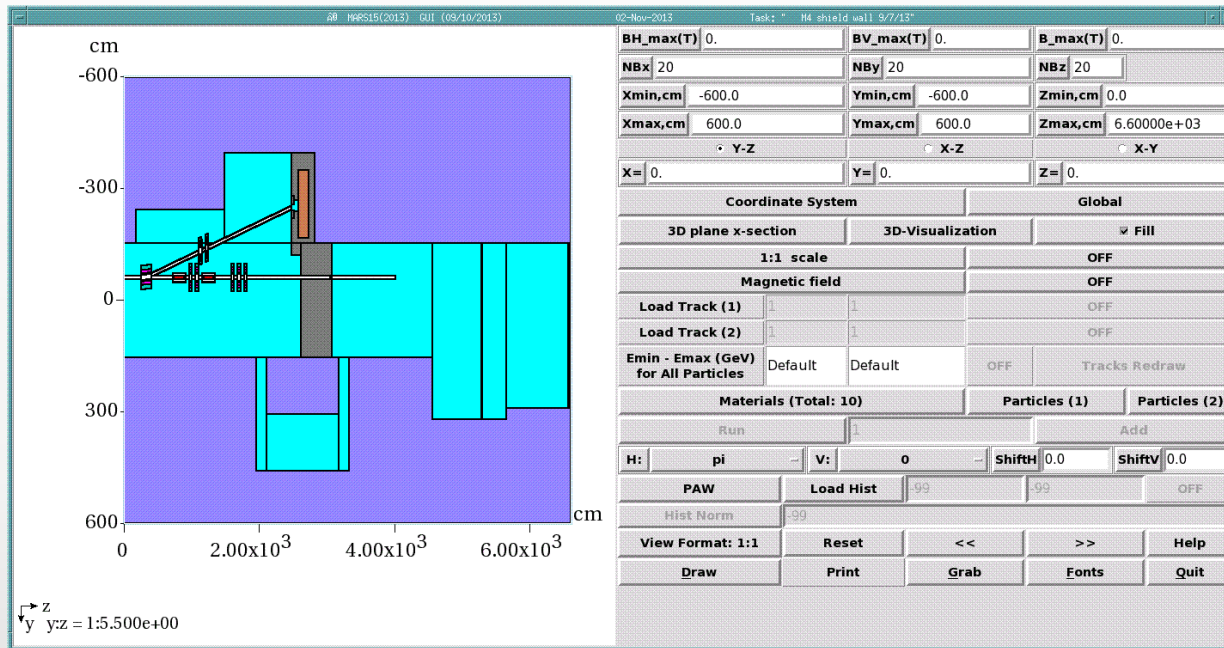 MARS15(2013) GUI (09/10/2013) 02-Nov-2013 Task: " M4 shield wall 9/7/13"
cm
-600
-300
0
300
600
cm
0 2.00x10³ 4.00x10³ 6.00x10³
z
y y:z = 1:5.500e+00
BH_max(T) 0. BV_max(T) 0. B_max(T) 0.
NBx 20 NBy 20 NBz 20
Xmin,cm -600.0 Ymin,cm -600.0 Zmin,cm 0.0
Xmax,cm 600.0 Ymax,cm 600.0 Zmax,cm 6.60000e+03
Y-Z X-Z X-Y
X= 0. Y= 0. Z= 0.
Coordinate System Global
3D plane x-section 3D-Visualization Fill
1:1 scale OFF
Magnetic field OFF
Load Track (1) 1 1 OFF
Load Track (2) 1 1 OFF
Emin - Emax (GeV)
for All Particles Default Default OFF Tracks Redraw
Materials (Total: 10) Particles (1) Particles (2)
Run 1 Add
H: pi V: 0 ShiftH 0.0 ShiftV 0.0
PAW Load Hist -99 -99 OFF
Hist Norm -99
View Format: 1:1 Reset << >> Help
Draw Print Grab Fonts Quit